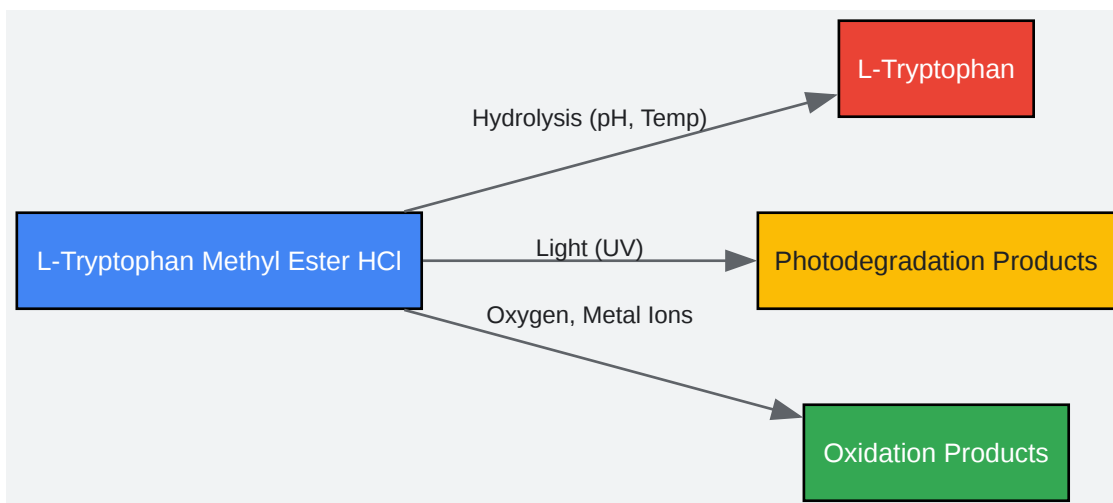 L-Tryptophan
Hydrolysis (pH, Temp)
L-Tryptophan Methyl Ester HCl
Light (UV)
Photodegradation Products
Oxygen, Metal Ions
Oxidation Products